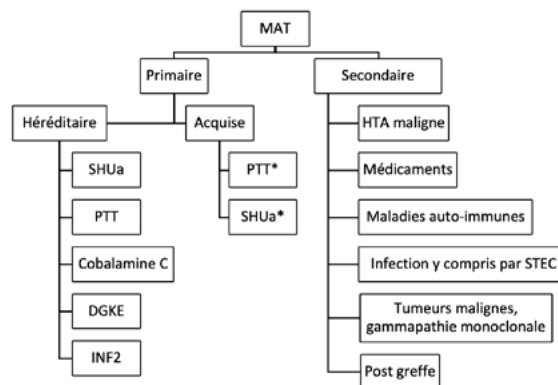 MAT
Primaire
Secondaire
Héréditaire
Acquise
SHUa
PTT
Cobalamine C
DGKE
INF2
PTT*
SHUa*
HTA maligne
Médicaments
Maladies auto-immunes
Infection y compris par STEC
Tumeurs malignes,
gammapathie monoclonale
Post greffe